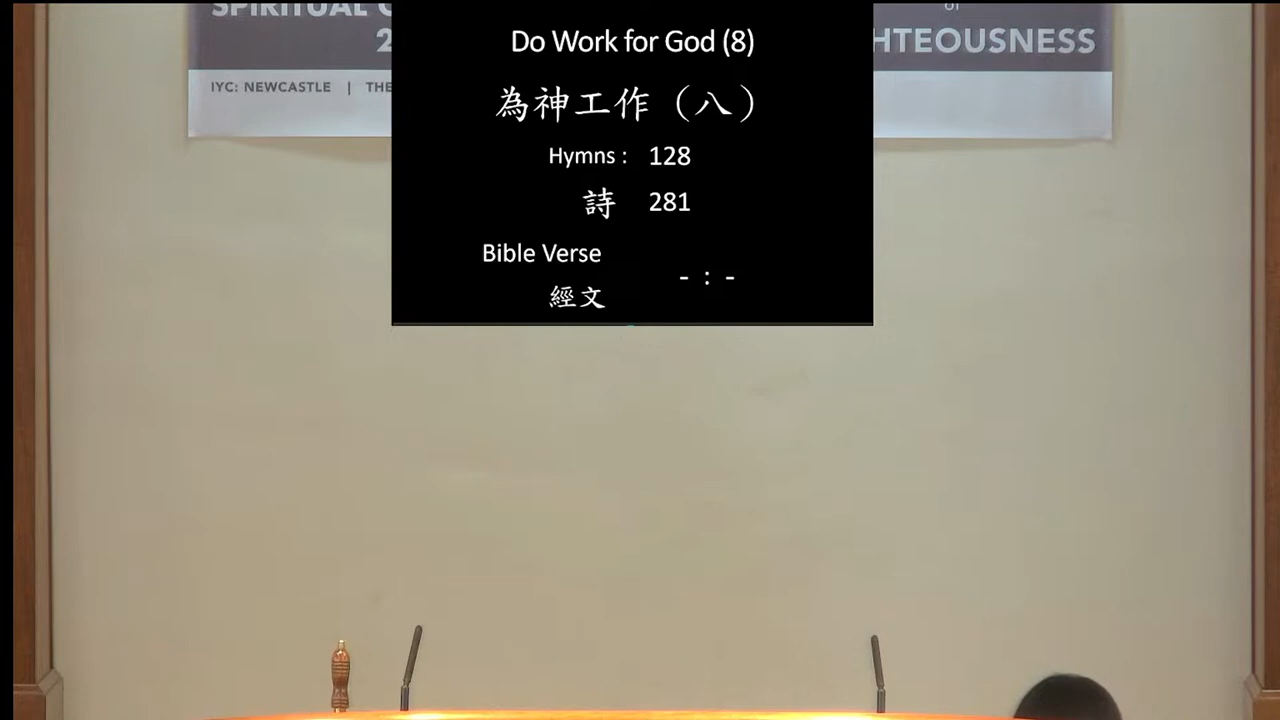 SPIRITUAL
of
HTEOUSNESS
IYC: NEWCASTLE | THE
Do Work for God (8)
為神工作（八）
Hymns : 128
詩 281
Bible Verse
- : -
經文